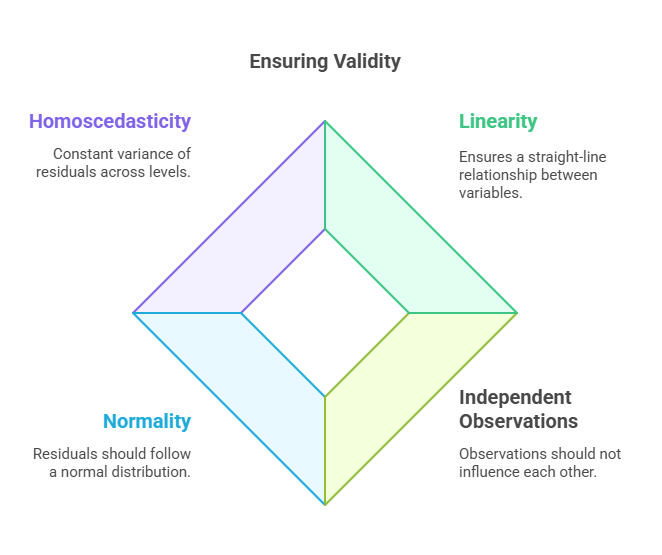 Ensuring Validity
Homoscedasticity
Constant variance of
residuals across levels.
Linearity
Ensures a straight-line
relationship between
variables.
Normality
Residuals should follow
a normal distribution.
Independent
Observations
Observations should not
influence each other.